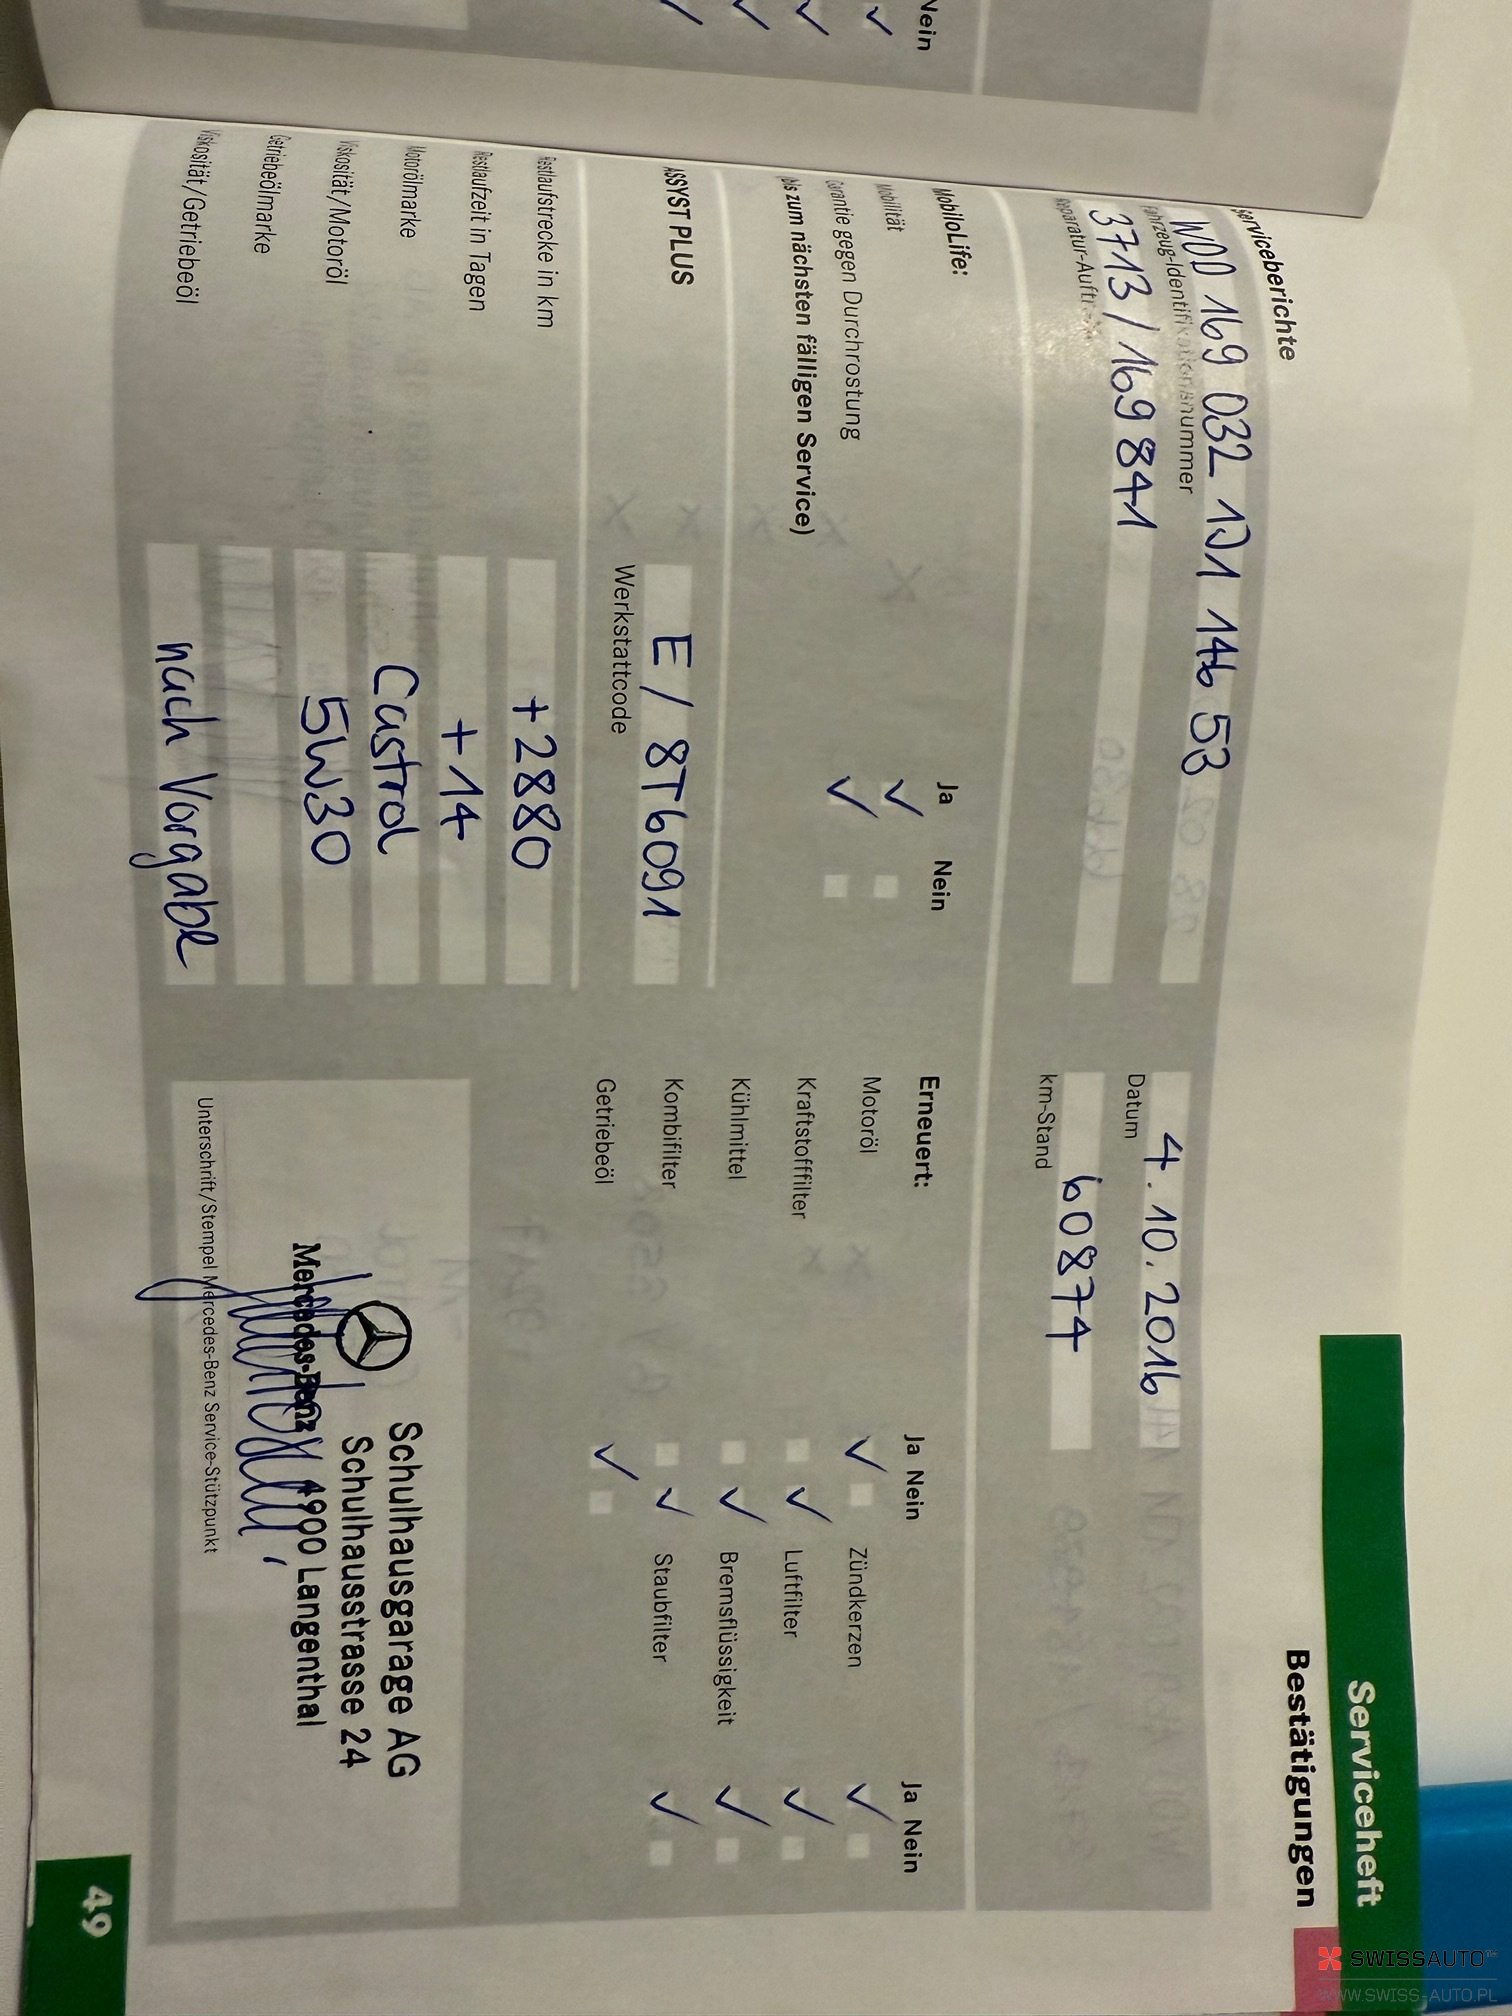 Nein
Serviceheft
Bestätigungen
Serviceberichte
WDD 169 032 1J1 146 53
Fahrzeug-Identifikationsnummer
4.10.2016
Datum
3713 / 169 841
Reparatur-Auftr
60874
km-Stand
MobiloLife:
Ja Nein
Mobilität
Garantie gegen Durchrostung
(bis zum nächsten fälligen Service)
Erneuert:
Ja Nein
Ja Nein
Motoröl
Zündkerzen
Kraftstofffilter
Luftfilter
Kühlmittel
Bremsflüssigkeit
Kombifilter
Staubfilter
Getriebeöl
ASSYST PLUS
E / 8T6091
Werkstattcode
Restlaufstrecke in km
+2880
Restlaufzeit in Tagen
+14
Motorölmarke
Castrol
Viskosität/Motoröl
5W30
Getriebeölmarke
Viskosität/Getriebeöl
nach Vorgabe
Schulhausgarage AG
Schulhausstrasse 24
Mercedes-Benz 4900 Langenthal
Unterschrift/Stempel Mercedes-Benz Service-Stützpunkt
49
SWISSAUTO
WWW.SWISS-AUTO.PL